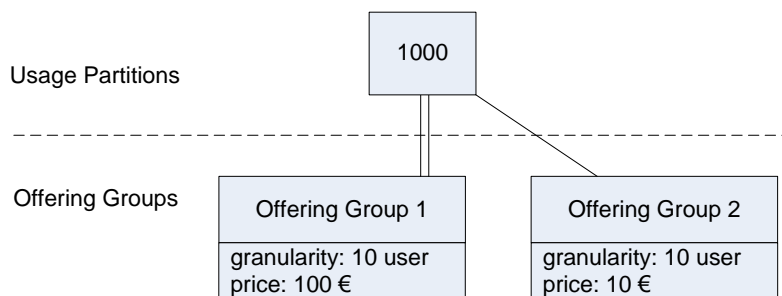 1000
Usage Partitions
Offering Groups
Offering Group 1
Offering Group 2
granularity: 10 user
price: 100 €
granularity: 10 user
price: 10 €